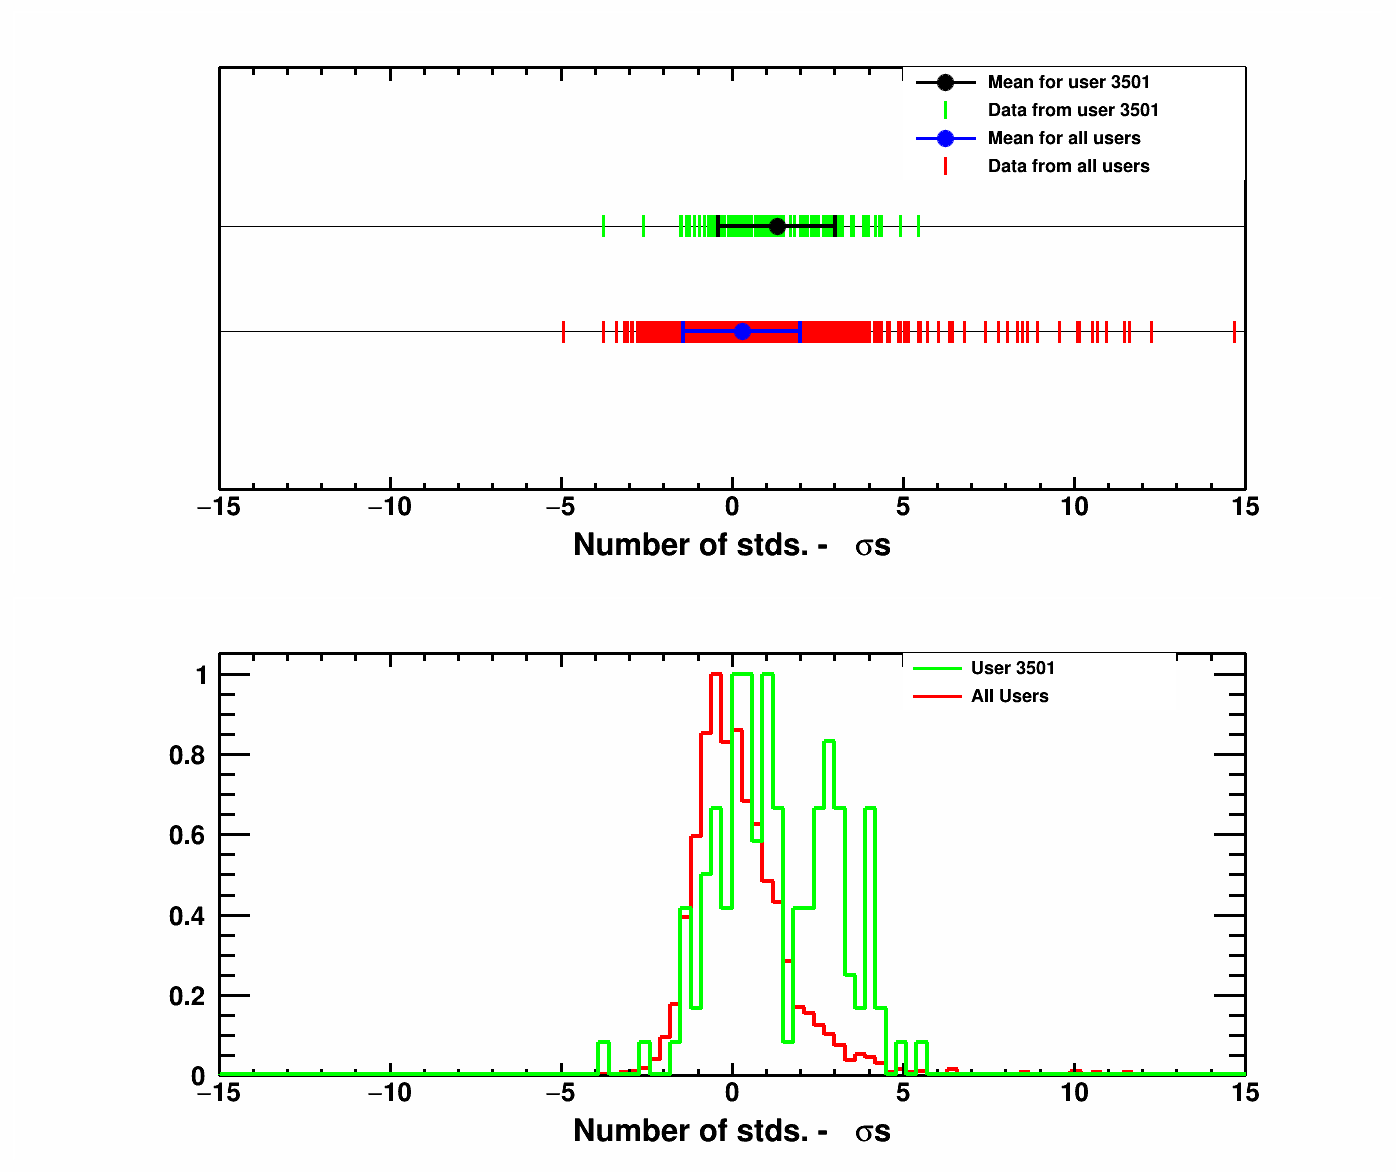 Mean for user 3501
Data from user 3501
Mean for all users
Data from all users
−15 −10 −5 0 5 10 15
Number of stds. - σs
User 3501
All Users
1
0.8
0.6
0.4
0.2
0
−15 −10 −5 0 5 10 15
Number of stds. - σs